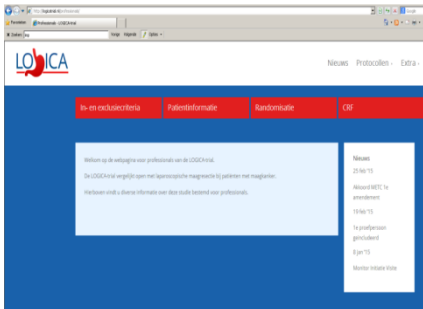 LOGICA
Nieuws Protocollen - Extra -
In- en exclusiecriteria Patientinformatie Randomisatie CRF
Welkom op de webpagina voor professionals van de LOGICA-trial.
De LOGICA-trial vergelijkt open met laparoscopische maagresectie bij patiënten met maagkanker.
Hierboven vindt u diverse informatie over deze studie bestemd voor professionals.
Nieuws
25 feb '15
Akkoord METC 1e
amendement
19 feb '15
1e proefpersoon
geïncludeerd
8 jan '15
Monitor Initiatie Visite